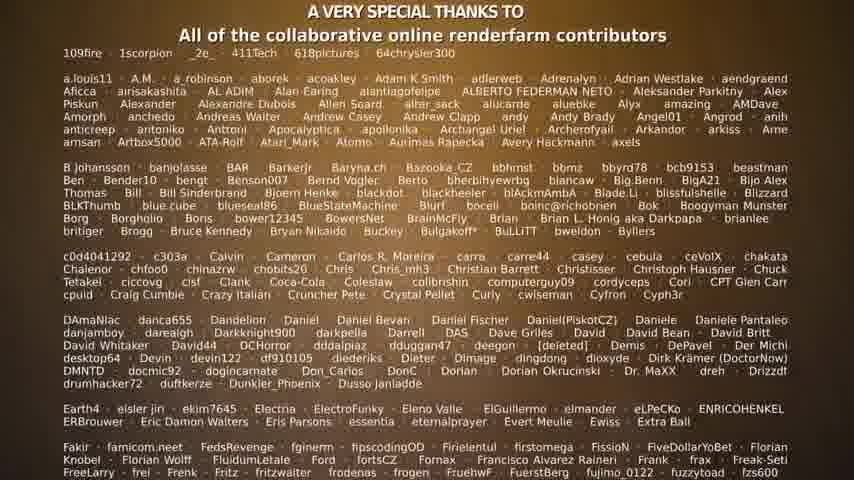 A VERY SPECIAL THANKS TO
All of the collaborative online renderfarm contributors
109fire · 1scorpion · _2e_ · 411Tech · 618pictures · 64chrysler300
a.louis11 · A.M. · a_robinson · aborek · acoakley · Adam K Smith · adlerweb · Adrenalyn · Adrian Westlake · aendgraend
Aficca · airisakashita · AL ADIM · Alan Earing · alantiagofelipe · ALBERTO FEDERMAN NETO · Aleksander Parkitny · Alex
Piskun · Alexander · Alexandre Dubois · Allen Soard · alter_sack · alucarde · aluebke · Alyx · amazing · AMDave
Amorph · anchedo · Andreas Walter · Andrew Casey · Andrew Clapp · andy · Andy Brady · Angel01 · Angrod · anih
anticreep · antoniko · Antroni · Apocalyptica · apollonika · Archangel Uriel · Archerofyail · Arkandor · arkiss · Arne
arnsan · Artbox5000 · ATA-Rolf · Atari_Mark · Atomo · Aurimas Rapecka · Avery Hackmann · axels
B Johansson · banjolasse · BAR · BarkerJr · Baryna.ch · Bazooka_CZ · bbhmst · bbmz · bbyrd78 · bcb9153 · beastman
Ben · Bender10 · bengt · Benson007 · Bernd Vogler · Berto · bherbihyewrbg · biancaw · Big.Benn · BigA21 · Bijo Alex
Thomas · Bill · Bill Sinderbrand · Bjoern Henke · blackdot · blackheeler · blAckmAmbA · Blade.Li · blissfulshelle · Blizzard
BLKThumb · blue.cube · blueseal86 · BlueStateMachine · Blurf · boceli · boinc@richobrien · Bok · Boogyman Munster
Borg · Borgholio · Boris · bower12345 · BowersNet · BrainMcFly · Brian · Brian L. Honig aka Darkpapa · brianlee
britiger · Brogg · Bruce Kennedy · Bryan Nikaido · Buckey · Bulgakoff* · BuLLiTT · bweldon · Byllers
c0d4041292 · c303a · Calvin · Cameron · Carlos R. Moreira · carra · carre44 · casey · cebula · ceVoIX · chakata
Chalenor · chfoo0 · chinazrw · chobits20 · Chris · Chris_mh3 · Christian Barrett · Christisser · Christoph Hausner · Chuck
Tetakel · ciccovg · cisf · Clank · Coca-Cola · Coleslaw · colibrishin · computerguy09 · cordyceps · Cori · CPT Glen Carr
cpuid · Craig Cumbie · Crazy Italian · Cruncher Pete · Crystal Pellet · Curly · cwiseman · Cyfron · Cyph3r
DAmaNIac · danca655 · Dandelion · Daniel · Daniel Bevan · Daniel Fischer · Daniel(PiskotCZ) · Daniele · Daniele Pantaleo
danjamboy · darealgh · Darkknight900 · darkpella · Darrell · DAS · Dave Griles · David · David Bean · David Britt
David Whitaker · David44 · DCHorror · dddalpiaz · dduggan47 · deegon · [deleted] · Demis · DePavel · Der Michi
desktop64 · Devin · devin122 · df910105 · diederiks · Dieter · Dimage · dingdong · dioxyde · Dirk Krämer (DoctorNow)
DMNTD · docmic92 · dogiocarnate · Don_Carlos · DonC · Dorian · Dorian Okrucinski · Dr. MaXX · dreh · Drizzdt
drumhacker72 · duftkerze · Dunkler_Phoenix · Dusso Janladde
Earth4 · eisler jiri · ekim7645 · Electria · ElectroFunky · Eleno Valle · ElGuillermo · elmander · eLPeCKo · ENRICOHENKEL
ERBrouwer · Eric Damon Walters · Eris Parsons · essentia · eternalprayer · Evert Meulie · Ewiss · Extra Ball
Fakir · famicom.neet · FedsRevenge · fginerm · fipscodingOD · Firielentul · firstomega · FissioN · FiveDollarYoBet · Florian
Knobel · Florian Wolff · FluidumLetale · Ford · fortsCZ · Fornax · Francisco Alvarez Raineri · Frank · frax · Freak-Seti
FreeLarry · frei · Frenk · Fritz · fritzwaiter · frodenas · frogen · FruehwF · FuerstBerg · fujimo_0122 · fuzzytoad · fzs600